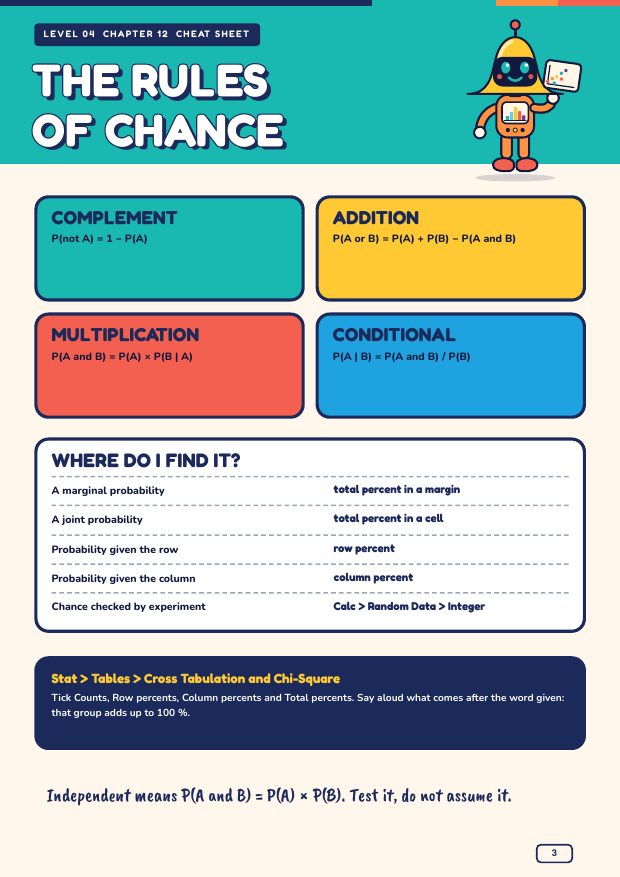 LEVEL 04 CHAPTER 12 CHEAT SHEET
THE RULES
OF CHANCE
COMPLEMENT
P(not A) = 1 – P(A)
ADDITION
P(A or B) = P(A) + P(B) – P(A and B)
MULTIPLICATION
P(A and B) = P(A) × P(B | A)
CONDITIONAL
P(A | B) = P(A and B) / P(B)
WHERE DO I FIND IT?
A marginal probability total percent in a margin
A joint probability total percent in a cell
Probability given the row row percent
Probability given the column column percent
Chance checked by experiment Calc > Random Data > Integer
Stat > Tables > Cross Tabulation and Chi-Square
Tick Counts, Row percents, Column percents and Total percents. Say aloud what comes after the word given:
that group adds up to 100 %.
Independent means P(A and B) = P(A) × P(B). Test it, do not assume it.
3